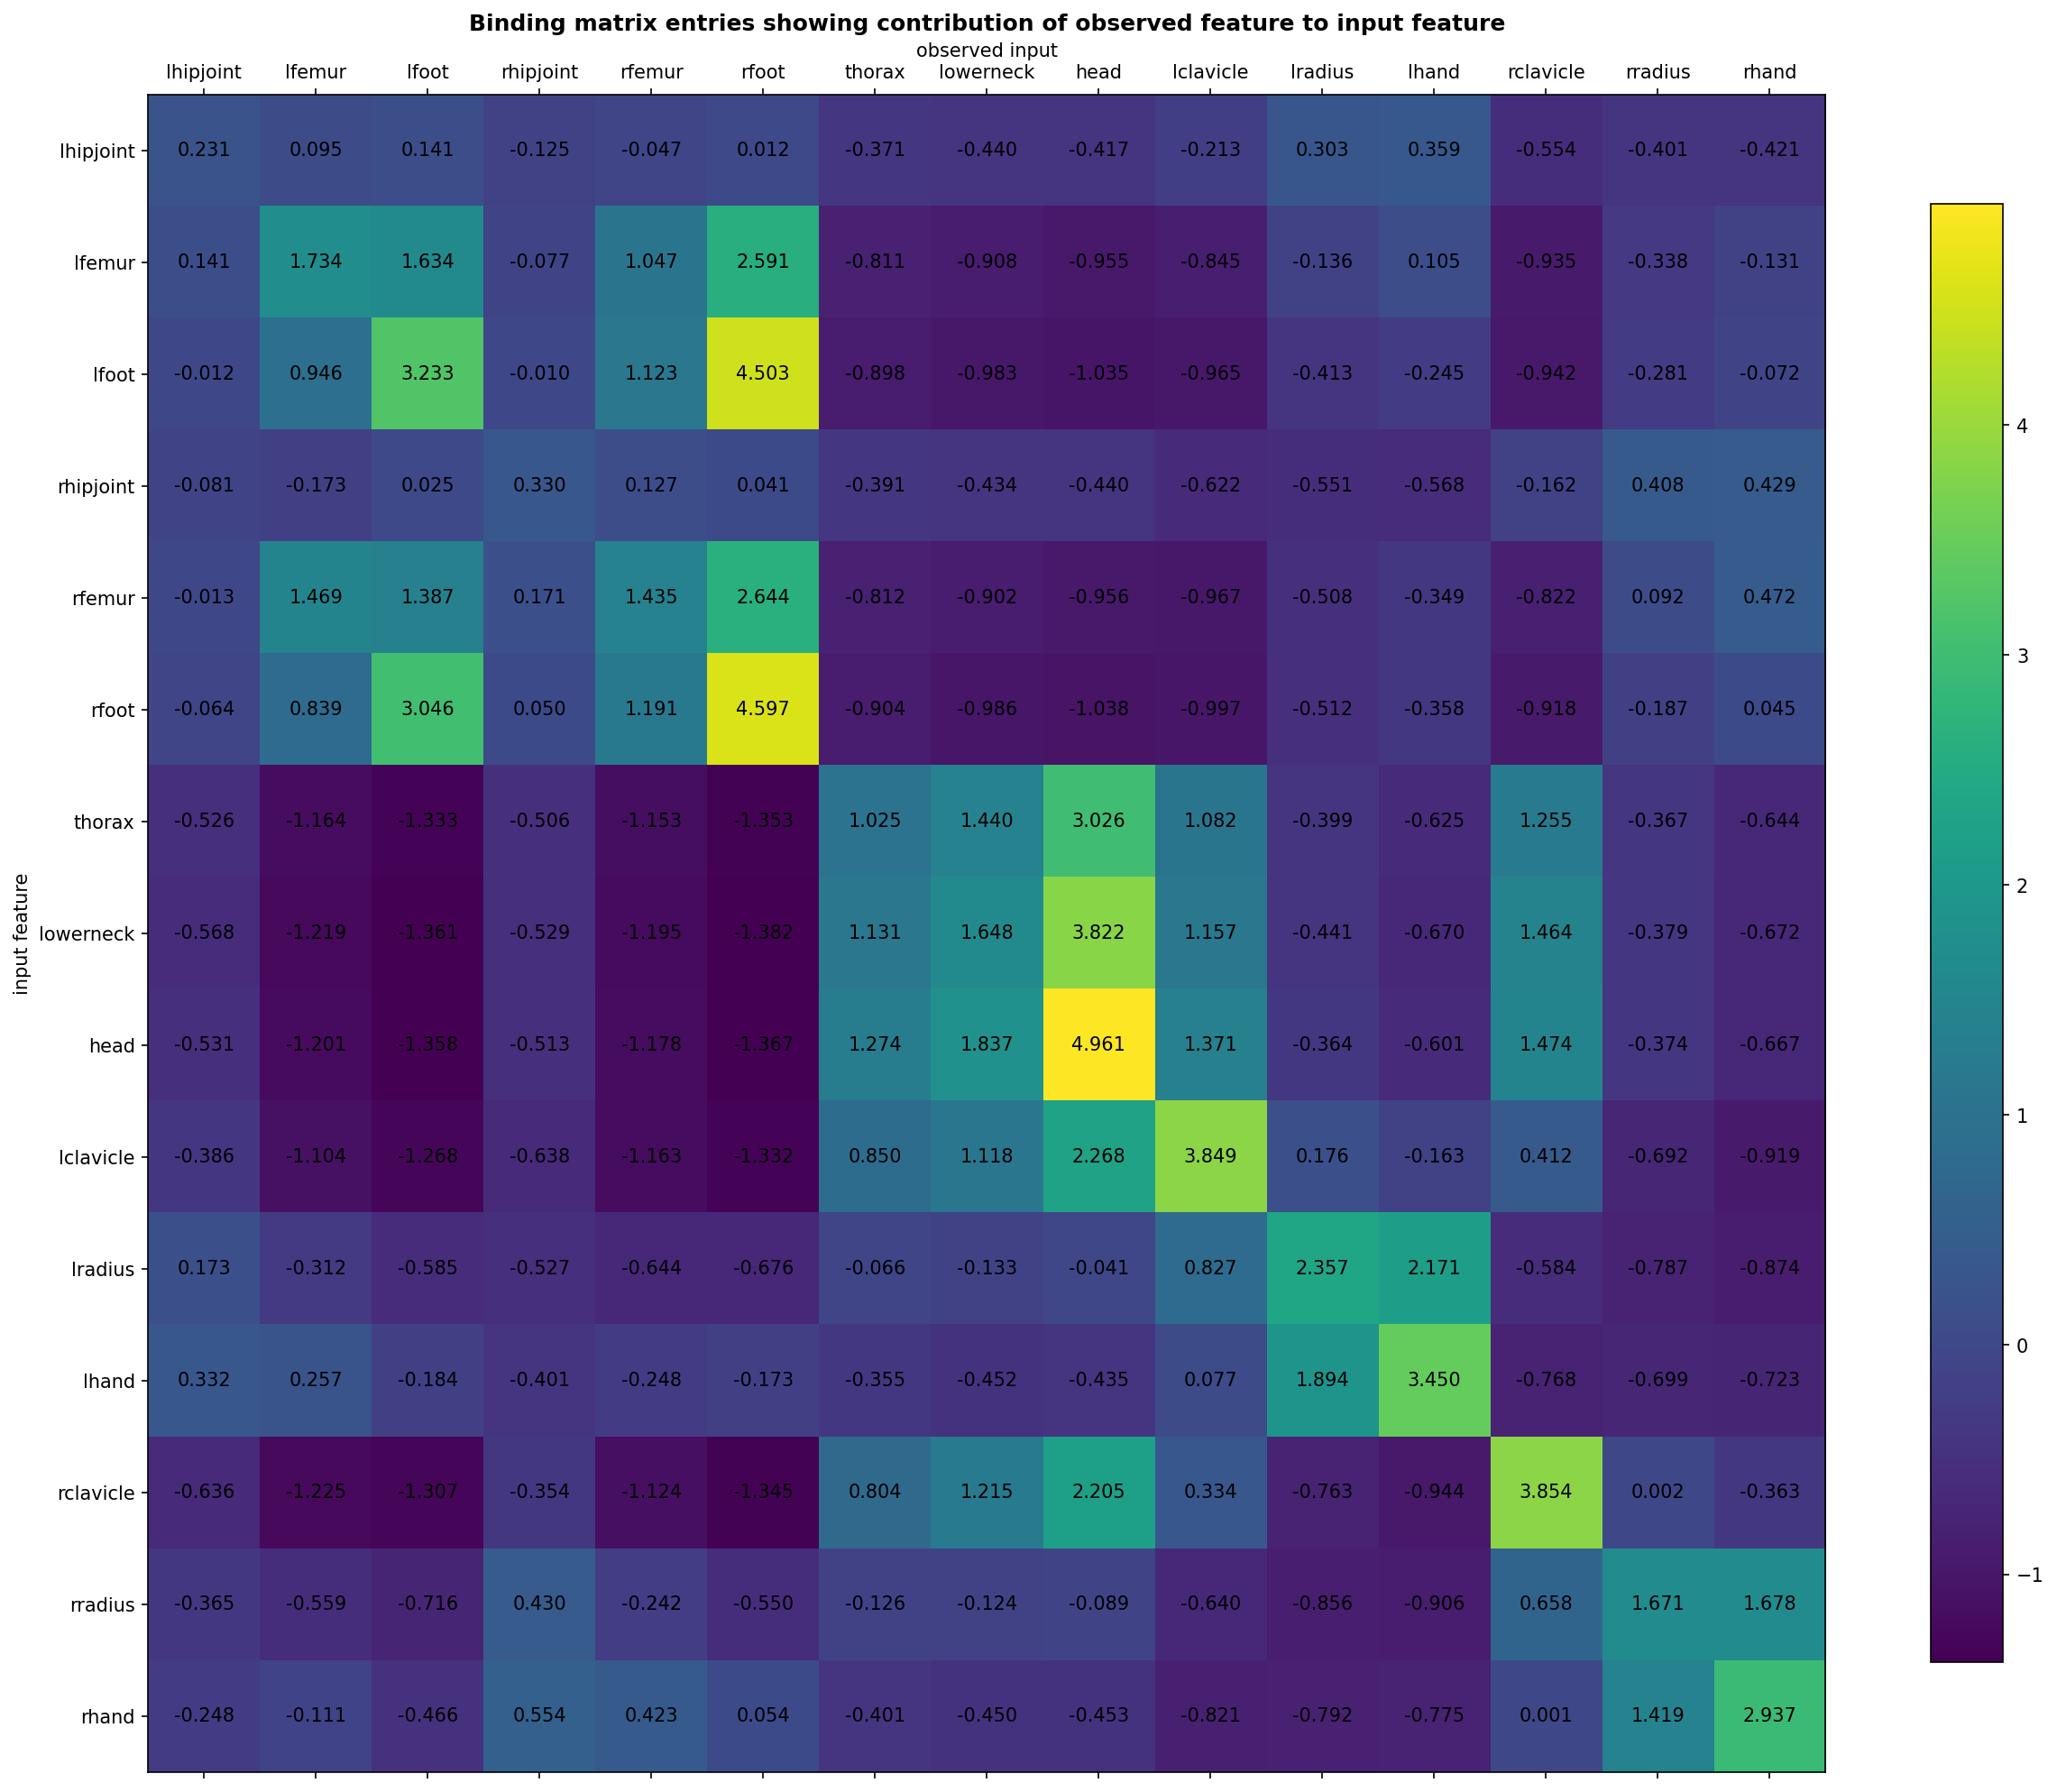 Binding matrix entries showing contribution of observed feature to input feature
observed input
lhipjoint lfemur lfoot rhipjoint rfemur rfoot thorax lowerneck head lclavicle lradius lhand rclavicle rradius rhand
lhipjoint 0.231 0.095 0.141 -0.125 -0.047 0.012 -0.371 -0.440 -0.417 -0.213 0.303 0.359 -0.554 -0.401 -0.421
lfemur 0.141 1.734 1.634 -0.077 1.047 2.591 -0.811 -0.908 -0.955 -0.845 -0.136 0.105 -0.935 -0.338 -0.131
lfoot -0.012 0.946 3.233 -0.010 1.123 4.503 -0.898 -0.983 -1.035 -0.965 -0.413 -0.245 -0.942 -0.281 -0.072
rhipjoint -0.081 -0.173 0.025 0.330 0.127 0.041 -0.391 -0.434 -0.440 -0.622 -0.551 -0.568 -0.162 0.408 0.429
rfemur -0.013 1.469 1.387 0.171 1.435 2.644 -0.812 -0.902 -0.956 -0.967 -0.508 -0.349 -0.822 0.092 0.472
rfoot -0.064 0.839 3.046 0.050 1.191 4.597 -0.904 -0.986 -1.038 -0.997 -0.512 -0.358 -0.918 -0.187 0.045
thorax -0.526 -1.164 -1.333 -0.506 -1.153 -1.353 1.025 1.440 3.026 1.082 -0.399 -0.625 1.255 -0.367 -0.644
lowerneck -0.568 -1.219 -1.361 -0.529 -1.195 -1.382 1.131 1.648 3.822 1.157 -0.441 -0.670 1.464 -0.379 -0.672
head -0.531 -1.201 -1.358 -0.513 -1.178 -1.367 1.274 1.837 4.961 1.371 -0.364 -0.601 1.474 -0.374 -0.667
lclavicle -0.386 -1.104 -1.268 -0.638 -1.163 -1.332 0.850 1.118 2.268 3.849 0.176 -0.163 0.412 -0.692 -0.919
lradius 0.173 -0.312 -0.585 -0.527 -0.644 -0.676 -0.066 -0.133 -0.041 0.827 2.357 2.171 -0.584 -0.787 -0.874
lhand 0.332 0.257 -0.184 -0.401 -0.248 -0.173 -0.355 -0.452 -0.435 0.077 1.894 3.450 -0.768 -0.699 -0.723
rclavicle -0.636 -1.225 -1.307 -0.354 -1.124 -1.345 0.804 1.215 2.205 0.334 -0.763 -0.944 3.854 0.002 -0.363
rradius -0.365 -0.559 -0.716 0.430 -0.242 -0.550 -0.126 -0.124 -0.089 -0.640 -0.856 -0.906 0.658 1.671 1.678
rhand -0.248 -0.111 -0.466 0.554 0.423 0.054 -0.401 -0.450 -0.453 -0.821 -0.792 -0.775 0.001 1.419 2.937
input feature
4
3
2
1
0
−1